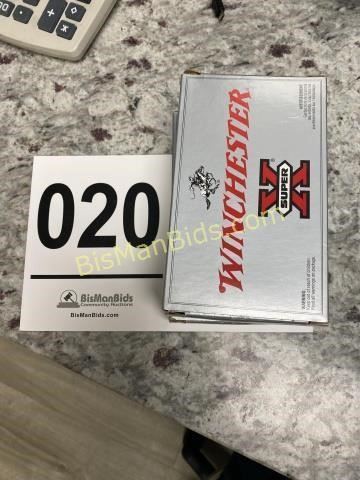 020
BisManBids
Community Auctions
BisManBids.com
WINCHESTER
SUPER
X
BisManBids.com